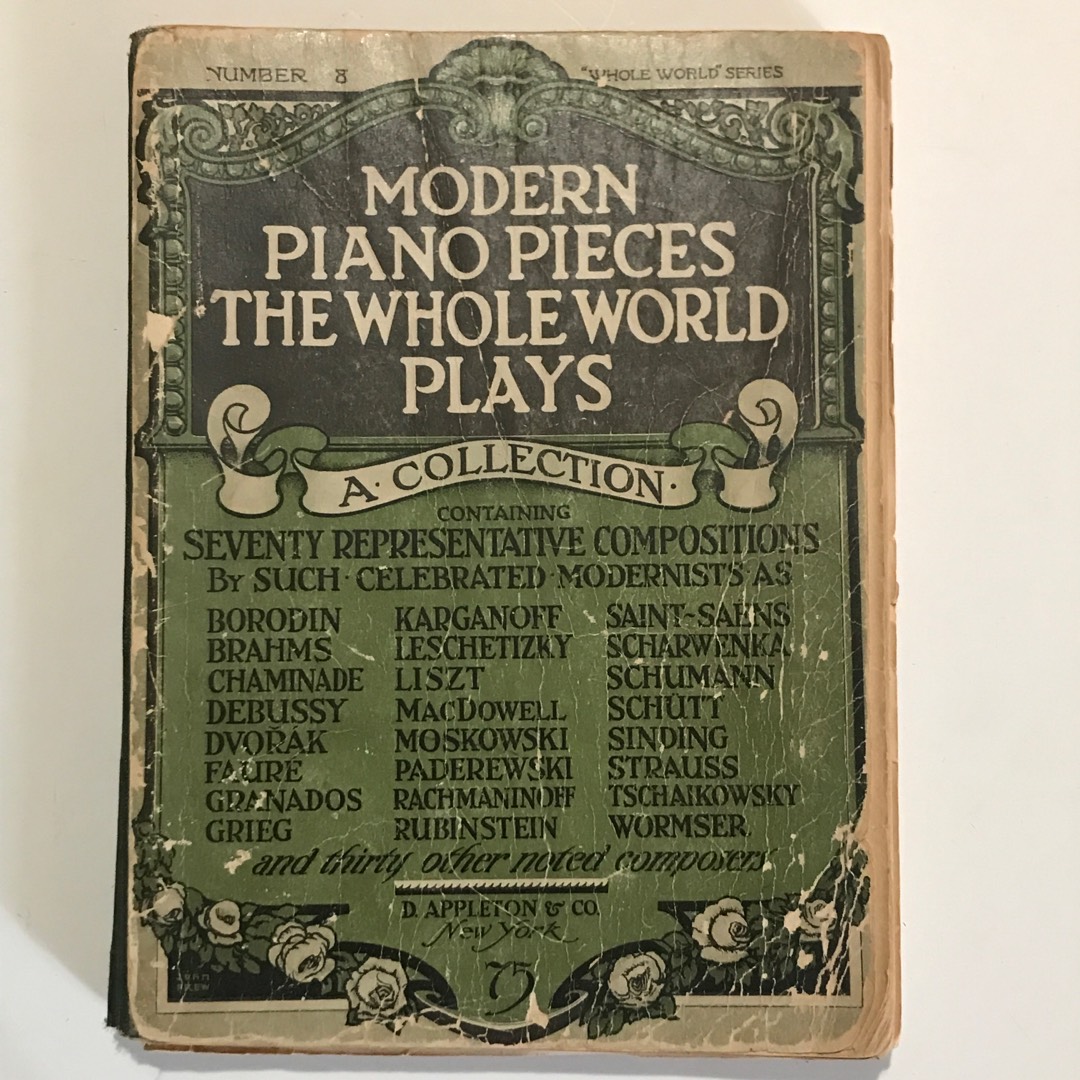 NUMBER 8 "WHOLE WORLD" SERIES
MODERN
PIANO PIECES
THE WHOLE WORLD
PLAYS
A · COLLECTION ·
CONTAINING
SEVENTY REPRESENTATIVE COMPOSITIONS
BY SUCH · CELEBRATED · MODERNISTS · AS
BORODIN KARGANOFF SAINT-SAËNS
BRAHMS LESCHETIZKY SCHARWENKA
CHAMINADE LISZT SCHUMANN
DEBUSSY MACDOWELL SCHÜTT
DVOŘÁK MOSKOWSKI SINDING
FAURÉ PADEREWSKI STRAUSS
GRANADOS RACHMANINOFF TSCHAIKOWSKY
GRIEG RUBINSTEIN WORMSER
and thirty other noted composers
D. APPLETON & CO.
New York
75
JOHN
DREW